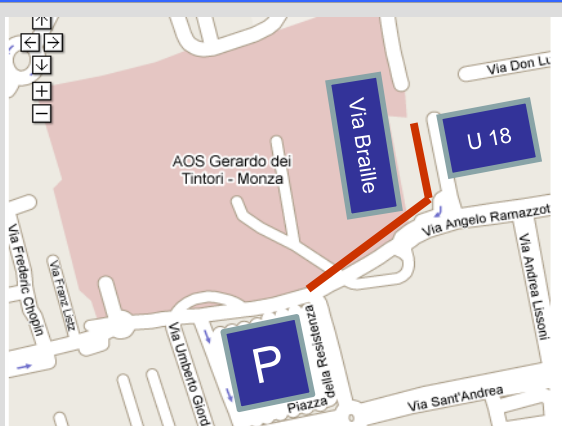 Via Don Lu
Via Braille
U 18
AOS Gerardo dei
Tintori - Monza
Via Angelo Ramazzot
Via Frederic Chopin
Via Franz Listz
Via Andrea Lissoni
Via Umberto Giord
P
Piazza
della Resistenza
Via Sant'Andrea